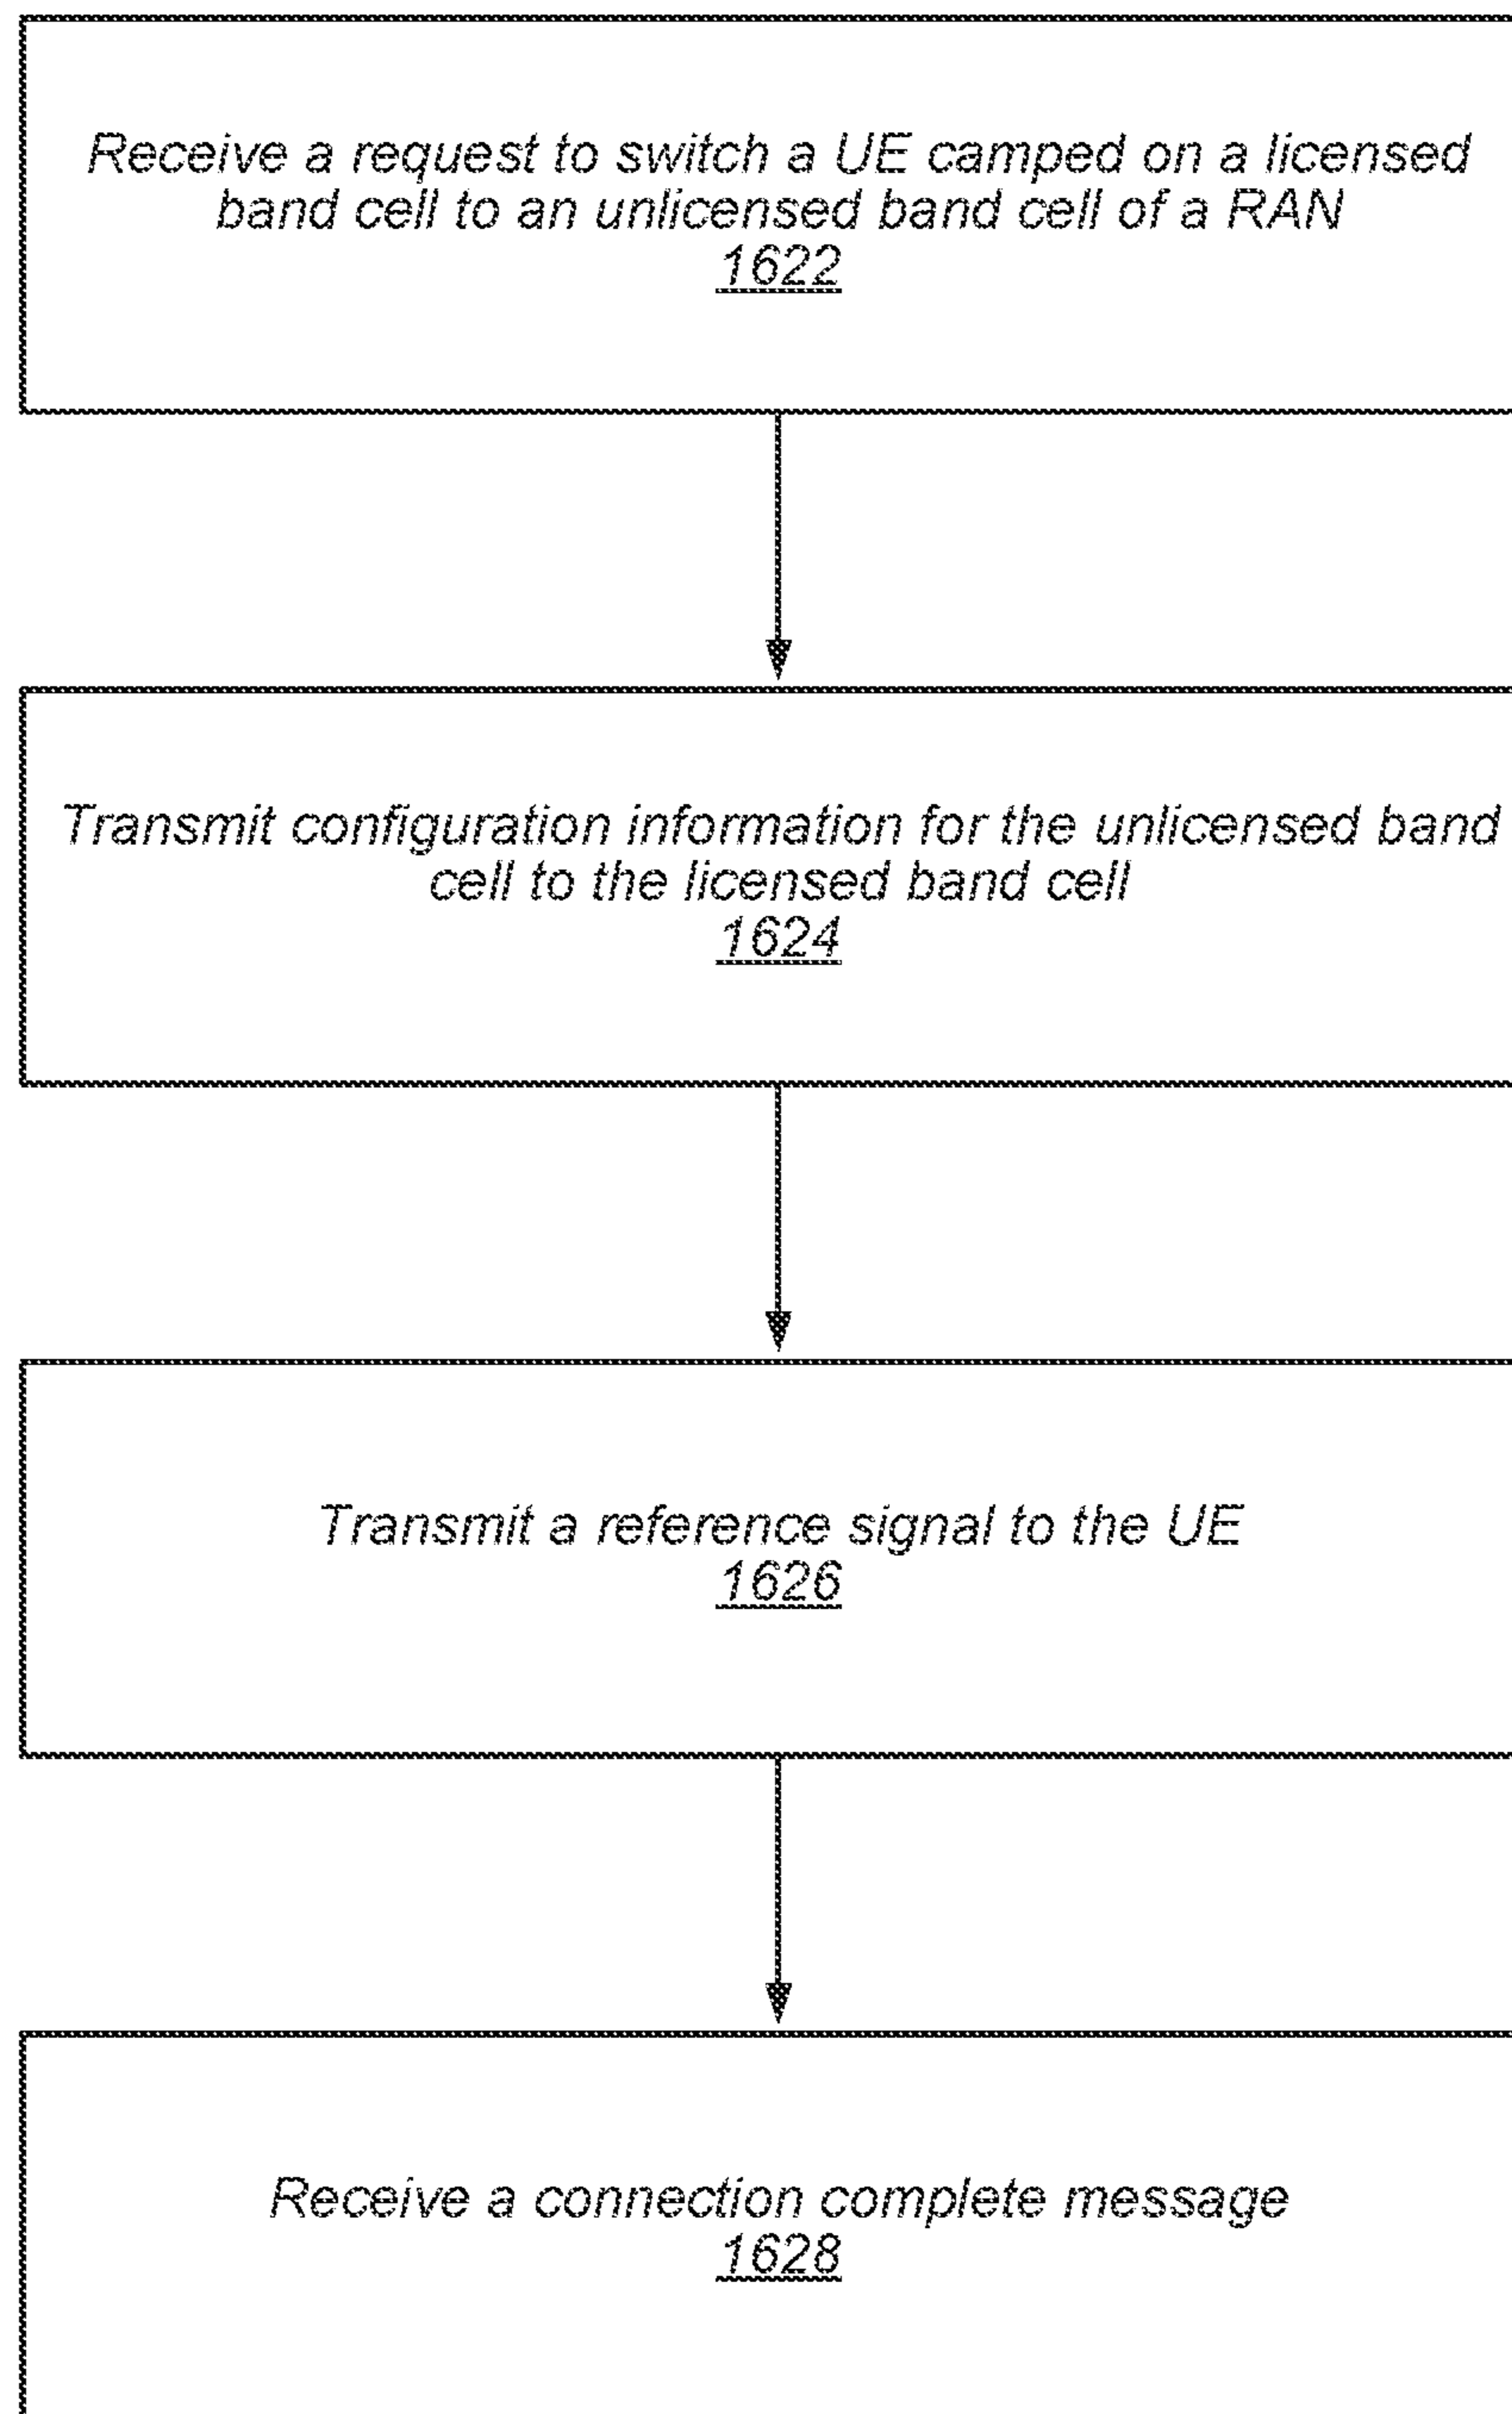 Receive a request to switch a UE camped on a licensed
band cell to an unlicensed band cell of a RAN
1622
Transmit configuration information for the unlicensed band
cell to the licensed band cell
1624
Transmit a reference signal to the UE
1626
Receive a connection complete message
1628